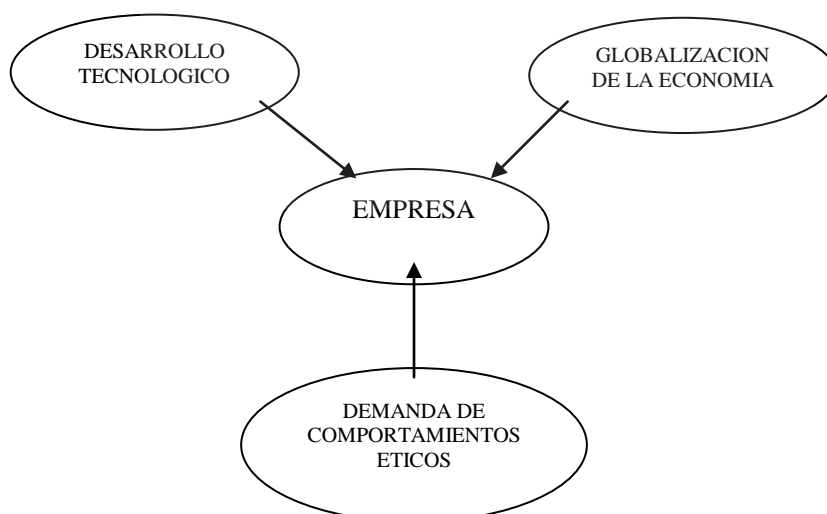 DESARROLLO
TECNOLOGICO
GLOBALIZACION
DE LA ECONOMIA
EMPRESA
DEMANDA DE
COMPORTAMIENTOS
ETICOS